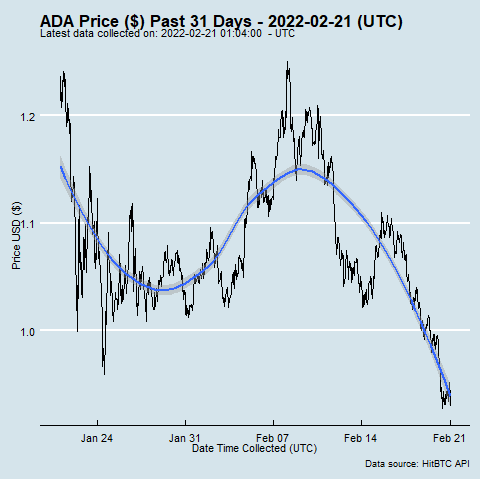 ADA Price ($) Past 31 Days - 2022-02-21 (UTC)
Latest data collected on: 2022-02-21 01:04:00  - UTC
1.2
1.1
1.0
Price USD ($)
Jan 24
Jan 31
Feb 07
Feb 14
Feb 21
Date Time Collected (UTC)
Data source: HitBTC API